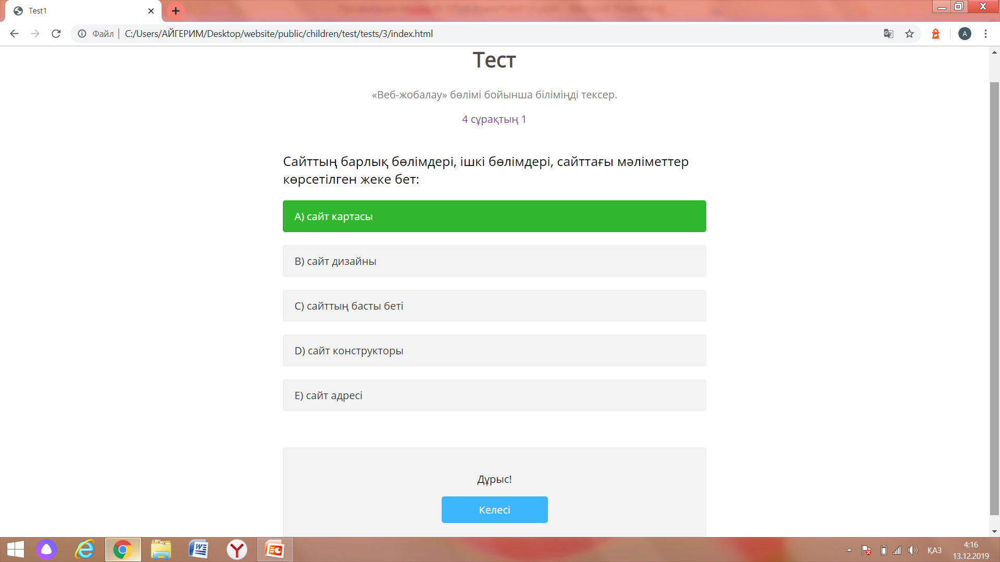 Test1
Файл
C:/Users/АЙГЕРИМ/Desktop/website/public/children/test/tests/3/index.html
A
Тест
«Веб-жобалау» бөлімі бойынша біліміңді тексер.
4 сұрақтың 1
Сайттың барлық бөлімдері, ішкі бөлімдері, сайттағы мәліметтер
көрсетілген жеке бет:
A) сайт картасы
B) сайт дизайны
C) сайттың басты беті
D) сайт конструкторы
E) сайт адресі
Дұрыс!
Келесі
ҚАЗ
4:16
13.12.2019